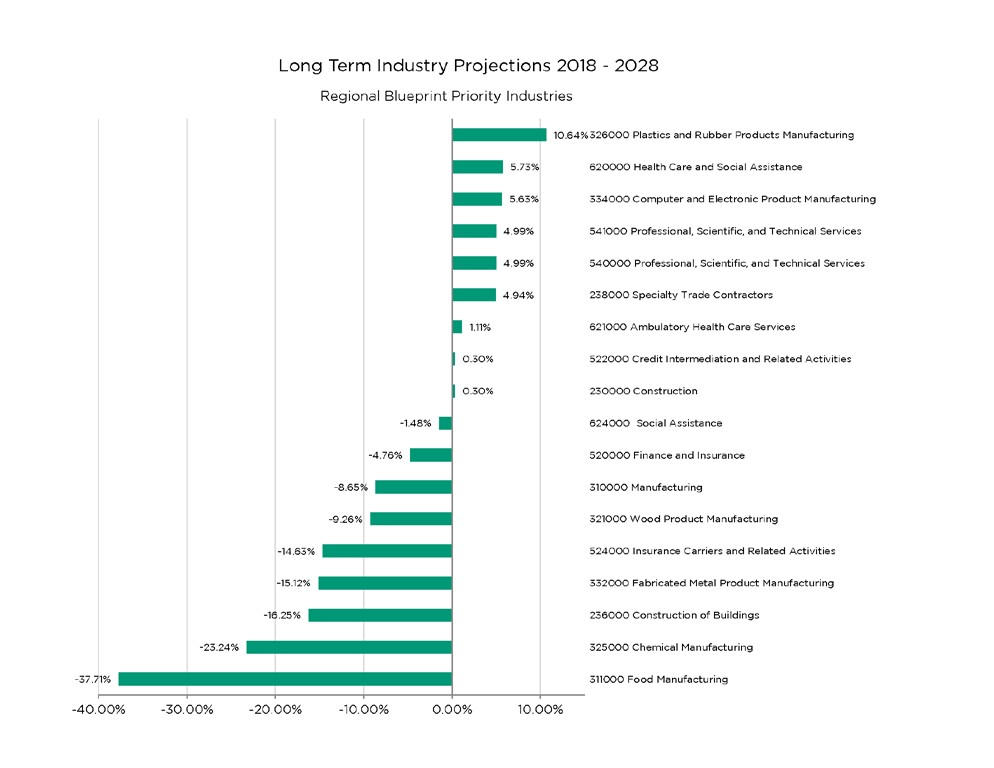 Long Term Industry Projections 2018 - 2028
Regional Blueprint Priority Industries
10.64% 326000 Plastics and Rubber Products Manufacturing
5.73% 620000 Health Care and Social Assistance
5.63% 334000 Computer and Electronic Product Manufacturing
4.99% 541000 Professional, Scientific, and Technical Services
4.99% 540000 Professional, Scientific, and Technical Services
4.94% 238000 Specialty Trade Contractors
1.11% 621000 Ambulatory Health Care Services
0.30% 522000 Credit Intermediation and Related Activities
0.30% 230000 Construction
-1.48% 624000 Social Assistance
-4.76% 520000 Finance and Insurance
-8.65% 310000 Manufacturing
-9.26% 321000 Wood Product Manufacturing
-14.63% 524000 Insurance Carriers and Related Activities
-15.12% 332000 Fabricated Metal Product Manufacturing
-16.25% 236000 Construction of Buildings
-23.24% 325000 Chemical Manufacturing
-37.71% 311000 Food Manufacturing
-40.00% -30.00% -20.00% -10.00% 0.00% 10.00%